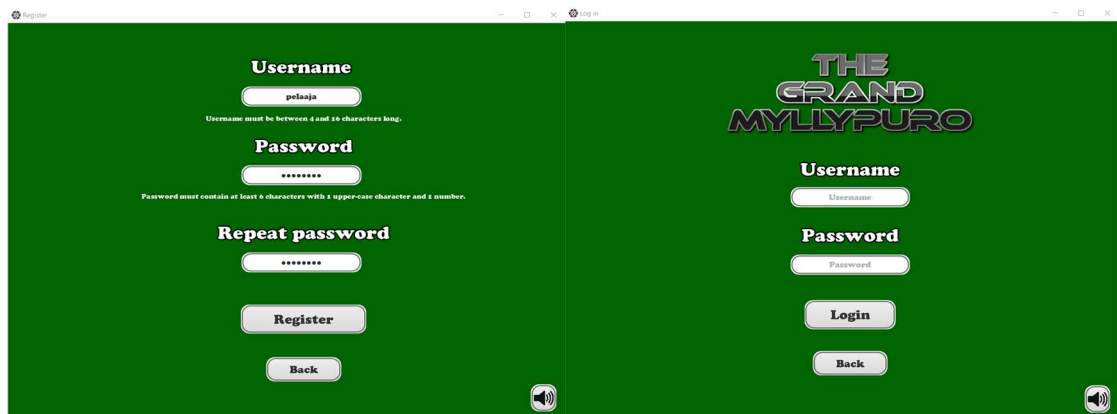 Register
Username
pelaaja
Username must be between 4 and 16 characters long.
Password
••••••••
Password must contain at least 6 characters with 1 upper-case character and 1 number.
Repeat password
••••••••
Register
Back
Log in
THE
GRAND
MYLLYPURO
Username
Username
Password
Password
Login
Back